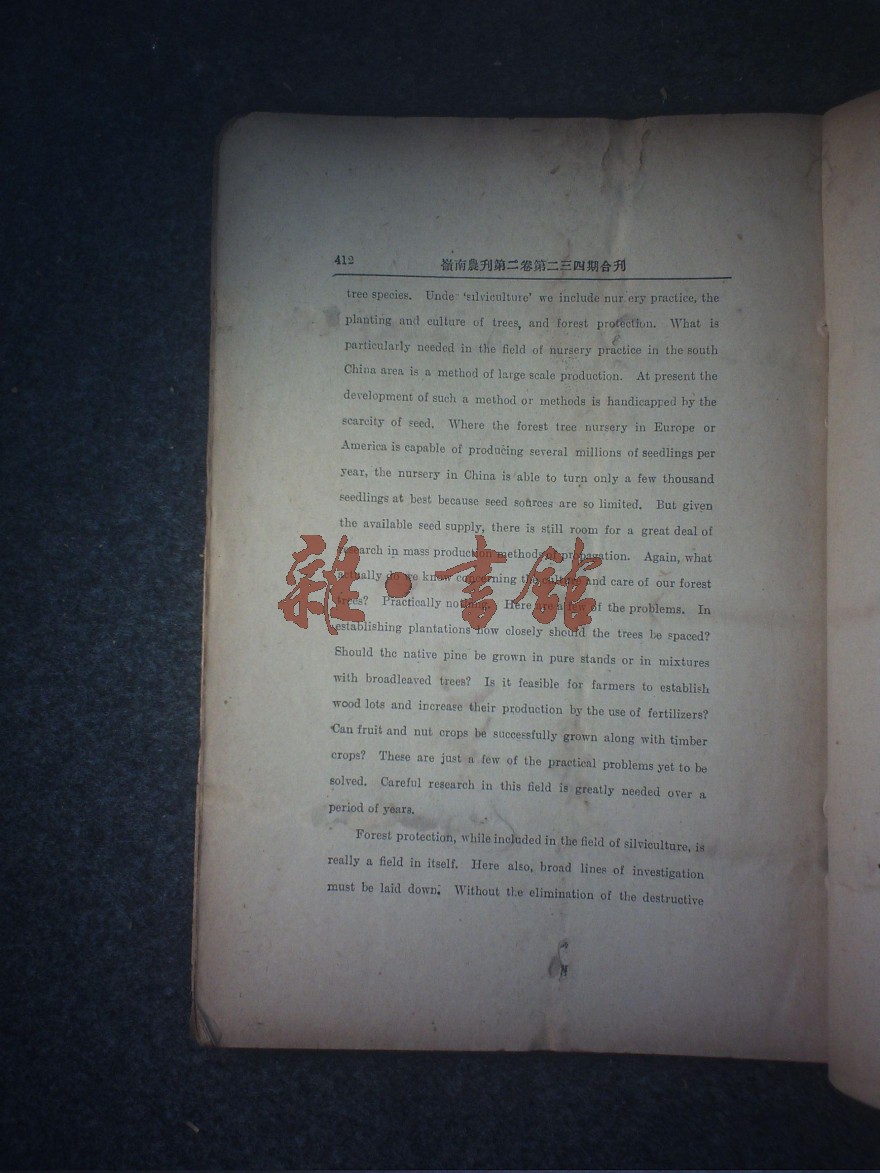 412
嶺南農刋第二卷第二三四期合刋
tree species. Unde 'silviculture' we include nur ery practice, the
planting and culture of trees, and forest protection. What is
particularly needed in the field of nursery practice in the south
China area is a method of large scale production. At present the
development of such a method or methods is handicapped by the
scarcity of seed. Where the forest tree nursery in Europe or
America is capable of producing several millions of seedlings per
year, the nursery in China is able to turn only a few thousand
seedlings at best because seed sources are so limited. But given
the available seed supply, there is still room for a great deal of
research in mass production methods of propagation. Again, what
actually do we know concerning the culture and care of our forest
trees? Practically nothing. Here are a few of the problems. In
establishing plantations how closely should the trees be spaced?
Should the native pine be grown in pure stands or in mixtures
with broadleaved trees? Is it feasible for farmers to establish
wood lots and increase their production by the use of fertilizers?
Can fruit and nut crops be successfully grown along with timber
crops? These are just a few of the practical problems yet to be
solved. Careful research in this field is greatly needed over a
period of years.
Forest protection, while included in the field of silviculture, is
really a field in itself. Here also, broad lines of investigation
must be laid down. Without the elimination of the destructive
雜·書館